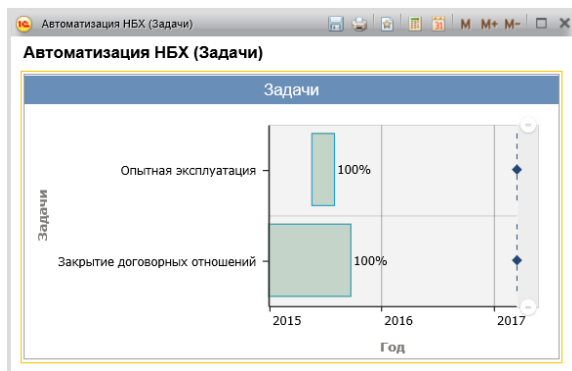 Автоматизация НБХ (Задачи)
M M+ M-
Автоматизация НБХ (Задачи)
Задачи
Опытная эксплуатация
100%
Задачи
Закрытие договорных отношений
100%
2015 2016 2017
Год